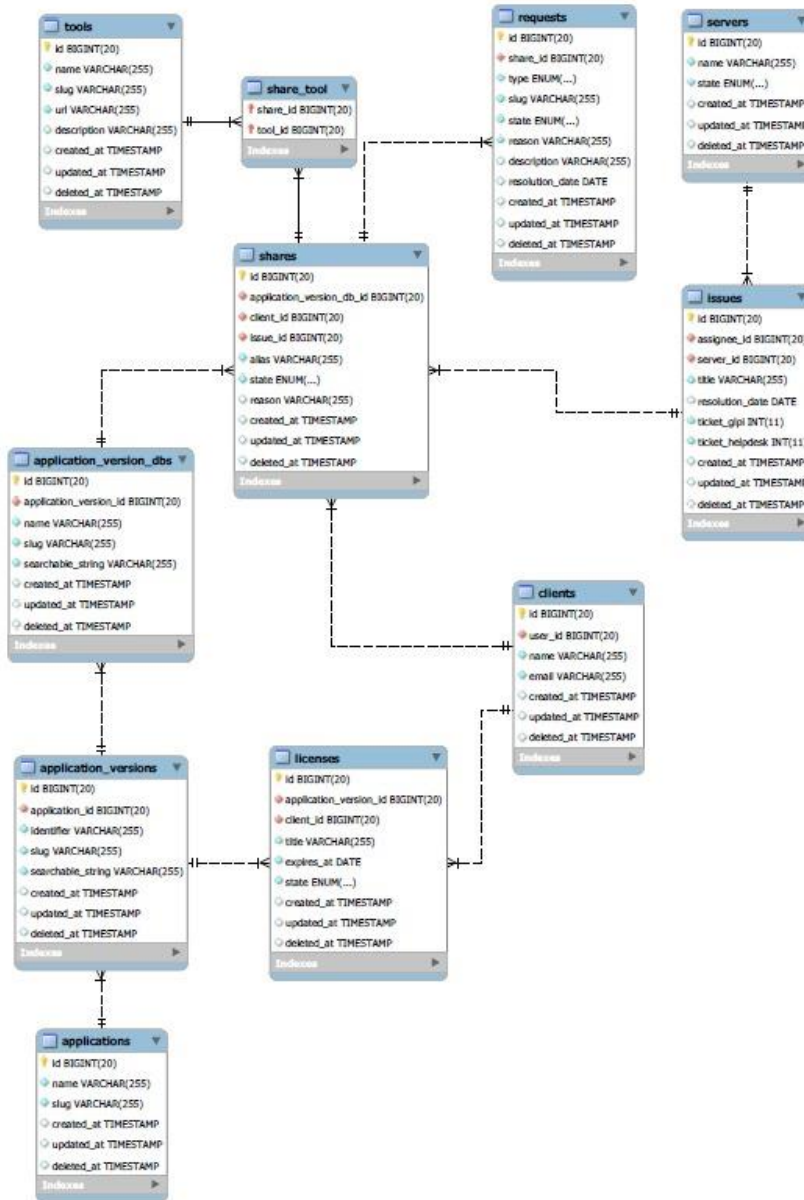 tools
id BIGINT(20)
name VARCHAR(255)
slug VARCHAR(255)
url VARCHAR(255)
description VARCHAR(255)
created_at TIMESTAMP
updated_at TIMESTAMP
deleted_at TIMESTAMP
Indexes
share_tool
share_id BIGINT(20)
tool_id BIGINT(20)
Indexes
requests
id BIGINT(20)
share_id BIGINT(20)
type ENUM(...)
slug VARCHAR(255)
state ENUM(...)
reason VARCHAR(255)
description VARCHAR(255)
resolution_date DATE
created_at TIMESTAMP
updated_at TIMESTAMP
deleted_at TIMESTAMP
Indexes
servers
id BIGINT(20)
name VARCHAR(255)
state ENUM(...)
created_at TIMESTAMP
updated_at TIMESTAMP
deleted_at TIMESTAMP
Indexes
shares
id BIGINT(20)
application_version_db_id BIGINT(20)
client_id BIGINT(20)
issue_id BIGINT(20)
alias VARCHAR(255)
state ENUM(...)
reason VARCHAR(255)
created_at TIMESTAMP
updated_at TIMESTAMP
deleted_at TIMESTAMP
Indexes
issues
id BIGINT(20)
assignee_id BIGINT(20)
server_id BIGINT(20)
title VARCHAR(255)
resolution_date DATE
ticket_glpi INT(11)
ticket_helpdesk INT(11)
created_at TIMESTAMP
updated_at TIMESTAMP
deleted_at TIMESTAMP
Indexes
application_version_dbs
id BIGINT(20)
application_version_id BIGINT(20)
name VARCHAR(255)
slug VARCHAR(255)
searchable_string VARCHAR(255)
created_at TIMESTAMP
updated_at TIMESTAMP
deleted_at TIMESTAMP
Indexes
clients
id BIGINT(20)
user_id BIGINT(20)
name VARCHAR(255)
email VARCHAR(255)
created_at TIMESTAMP
updated_at TIMESTAMP
deleted_at TIMESTAMP
Indexes
application_versions
id BIGINT(20)
application_id BIGINT(20)
identifier VARCHAR(255)
slug VARCHAR(255)
searchable_string VARCHAR(255)
created_at TIMESTAMP
updated_at TIMESTAMP
deleted_at TIMESTAMP
Indexes
licenses
id BIGINT(20)
application_version_id BIGINT(20)
client_id BIGINT(20)
title VARCHAR(255)
expires_at DATE
state ENUM(...)
created_at TIMESTAMP
updated_at TIMESTAMP
deleted_at TIMESTAMP
Indexes
applications
id BIGINT(20)
name VARCHAR(255)
slug VARCHAR(255)
created_at TIMESTAMP
updated_at TIMESTAMP
deleted_at TIMESTAMP
Indexes